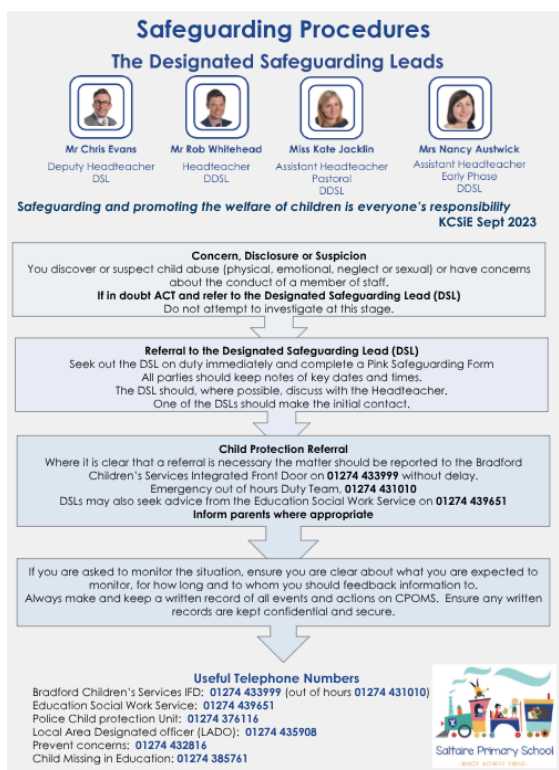 Safeguarding Procedures
The Designated Safeguarding Leads
Mr Chris Evans
Deputy Headteacher
DSL
Mr Rob Whitehead
Headteacher
DDSL
Miss Kate Jacklin
Assistant Headteacher
Pastoral
DDSL
Mrs Nancy Austwick
Assistant Headteacher
Early Phase
DDSL
Safeguarding and promoting the welfare of children is everyone's responsibility
KCSiE Sept 2023
Concern, Disclosure or Suspicion
You discover or suspect child abuse (physical, emotional, neglect or sexual) or have concerns
about the conduct of a member of staff.
If in doubt ACT and refer to the Designated Safeguarding Lead (DSL)
Do not attempt to investigate at this stage.
Referral to the Designated Safeguarding Lead (DSL)
Seek out the DSL on duty immediately and complete a Pink Safeguarding Form
All parties should keep notes of key dates and times.
The DSL should, where possible, discuss with the Headteacher.
One of the DSLs should make the initial contact.
Child Protection Referral
Where it is clear that a referral is necessary the matter should be reported to the Bradford
Children's Services Integrated Front Door on 01274 433999 without delay.
Emergency out of hours Duty Team, 01274 431010
DSLs may also seek advice from the Education Social Work Service on 01274 439651
Inform parents where appropriate
If you are asked to monitor the situation, ensure you are clear about what you are expected to
monitor, for how long and to whom you should feedback information to.
Always make and keep a written record of all events and actions on CPOMS. Ensure any written
records are kept confidential and secure.
Useful Telephone Numbers
Bradford Children's Services IFD: 01274 433999 (out of hours 01274 431010)
Education Social Work Service: 01274 439651
Police Child protection Unit: 01274 376116
Local Area Designated officer (LADO): 01274 435908
Prevent concerns: 01274 432816
Child Missing in Education: 01274 385761
Saltaire Primary School
-ENJOY ACHIEVE THRIVE-